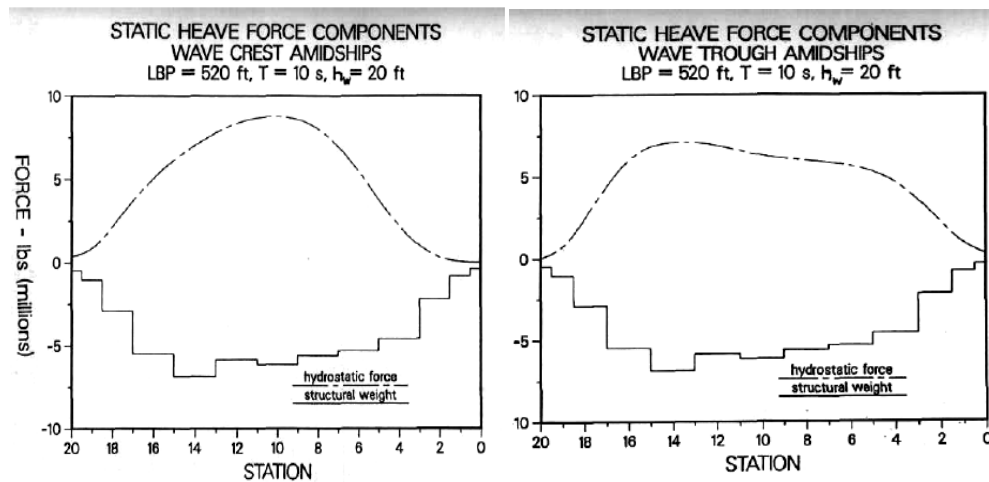 STATIC HEAVE FORCE COMPONENTS
WAVE CREST AMIDSHIPS
LBP = 520 ft, T = 10 s, hw = 20 ft
10
5
0
-5
-10
FORCE - lbs (millions)
hydrostatic force
structural weight
20 18 16 14 12 10 8 6 4 2 0
STATION
STATIC HEAVE FORCE COMPONENTS
WAVE TROUGH AMIDSHIPS
LBP = 520 ft, T = 10 s, hw = 20 ft
10
5
0
-5
10
hydrostatic force
structural weight
20 18 16 14 12 10 8 6 4 2 0
STATION